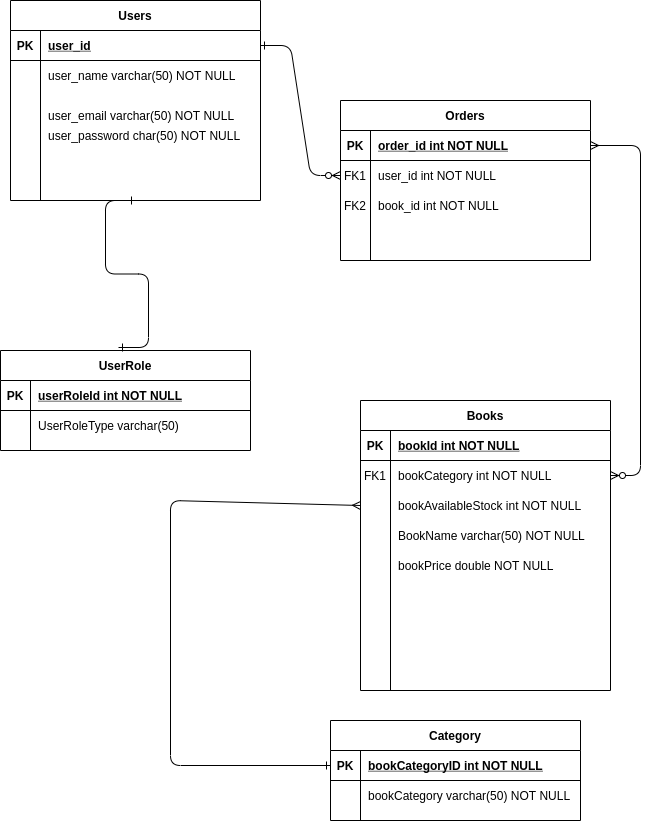 Users
PK user_id
user_name varchar(50) NOT NULL
user_email varchar(50) NOT NULL
user_password char(50) NOT NULL
Orders
PK order_id int NOT NULL
FK1 user_id int NOT NULL
FK2 book_id int NOT NULL
UserRole
PK userRoleId int NOT NULL
UserRoleType varchar(50)
Books
PK bookId int NOT NULL
FK1 bookCategory int NOT NULL
bookAvailableStock int NOT NULL
BookName varchar(50) NOT NULL
bookPrice double NOT NULL
Category
PK bookCategoryID int NOT NULL
bookCategory varchar(50) NOT NULL